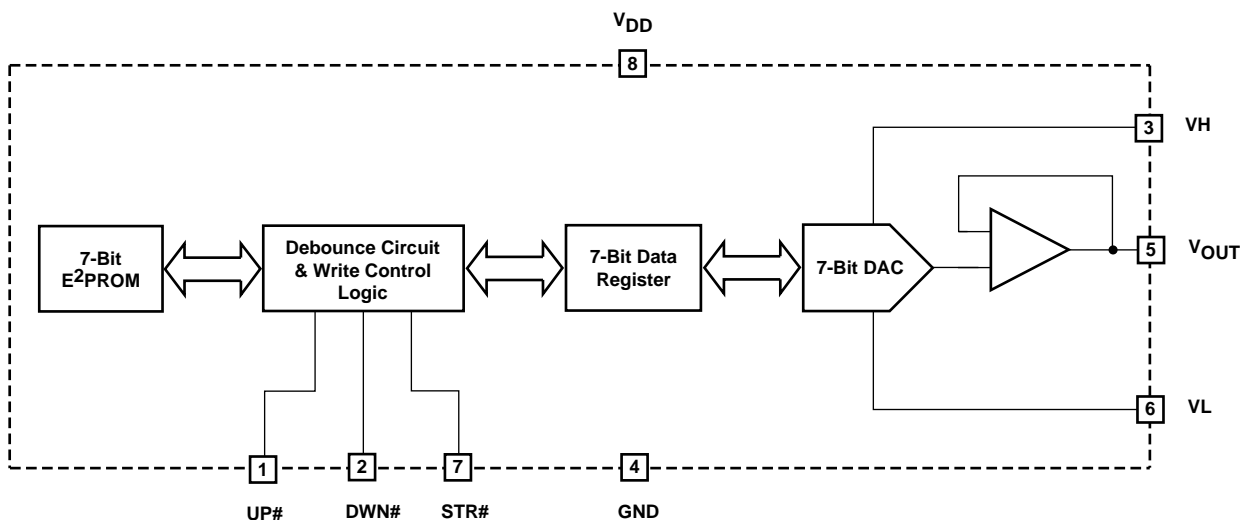 VDD
8
3 VH
7-Bit
E2PROM
Debounce Circuit
& Write Control
Logic
7-Bit Data
Register
7-Bit DAC
5 VOUT
6 VL
1
2
7
4
UP#
DWN#
STR#
GND